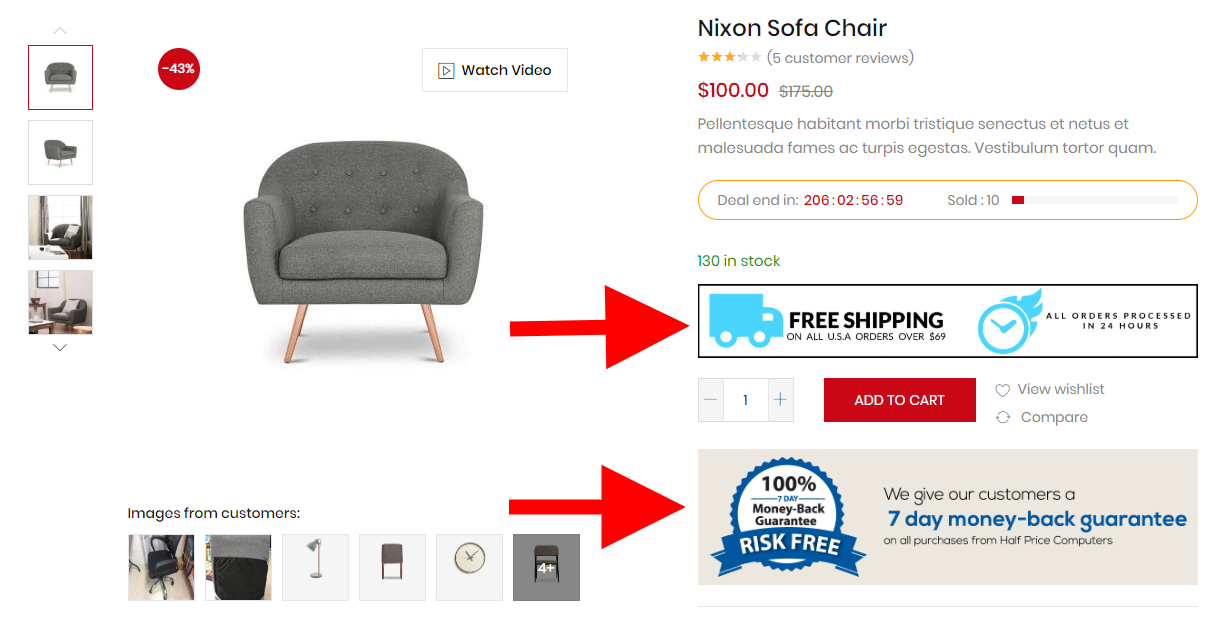 -43%
Watch Video
Images from customers:
4+
Nixon Sofa Chair
(5 customer reviews)
$100.00 $175.00
Pellentesque habitant morbi tristique senectus et netus et
malesuada fames ac turpis egestas. Vestibulum tortor quam.
Deal end in: 206:02:56:59 Sold : 10
130 in stock
FREE SHIPPING
ON ALL U.S.A ORDERS OVER $69
ALL ORDERS PROCESSED
IN 24 HOURS
1
ADD TO CART
View wishlist
Compare
100%
7 DAY
Money-Back
Guarantee
RISK FREE
We give our customers a
7 day money-back guarantee
on all purchases from Half Price Computers